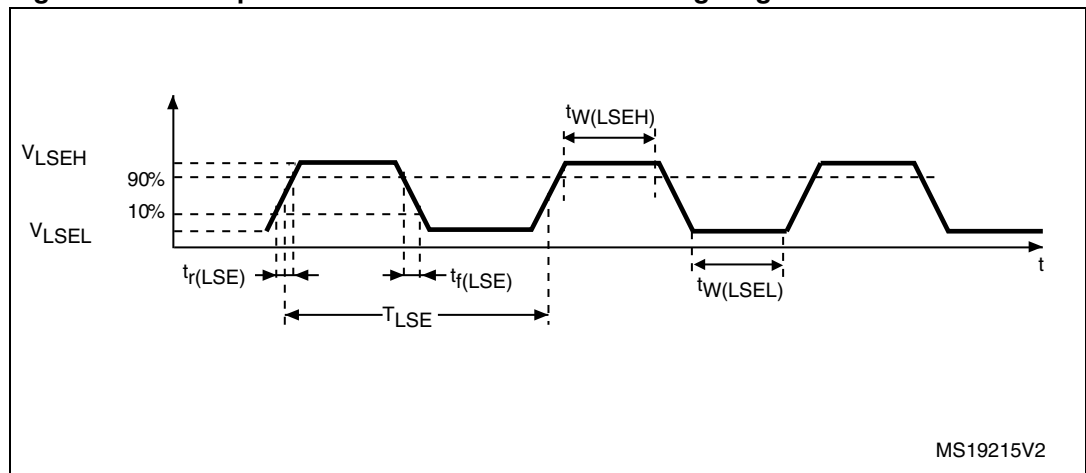 tW(LSEH)
VLSEH
90%
10%
VLSEL
tr(LSE)
tf(LSE)
tW(LSEL)
t
TLSE
MS19215V2